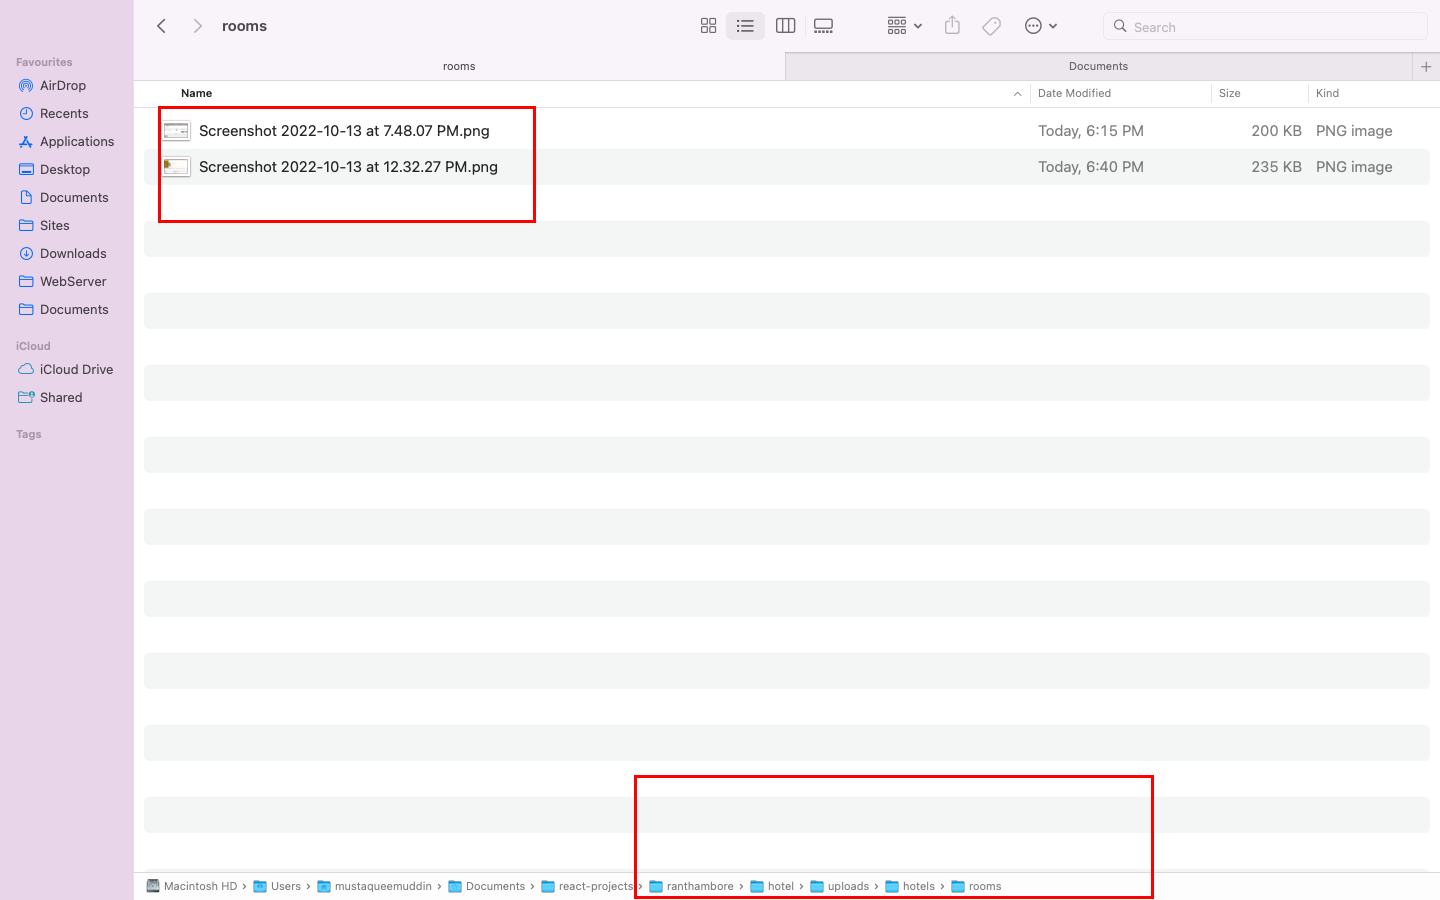 rooms
Search
rooms
Documents
Name
Date Modified
Size
Kind
Screenshot 2022-10-13 at 7.48.07 PM.png
Today, 6:15 PM
200 KB
PNG image
Screenshot 2022-10-13 at 12.32.27 PM.png
Today, 6:40 PM
235 KB
PNG image
Favourites
AirDrop
Recents
Applications
Desktop
Documents
Sites
Downloads
WebServer
Documents
iCloud
iCloud Drive
Shared
Tags
Macintosh HD › Users › mustaqueemuddin › Documents › react-projects › ranthambore › hotel › uploads › hotels › rooms